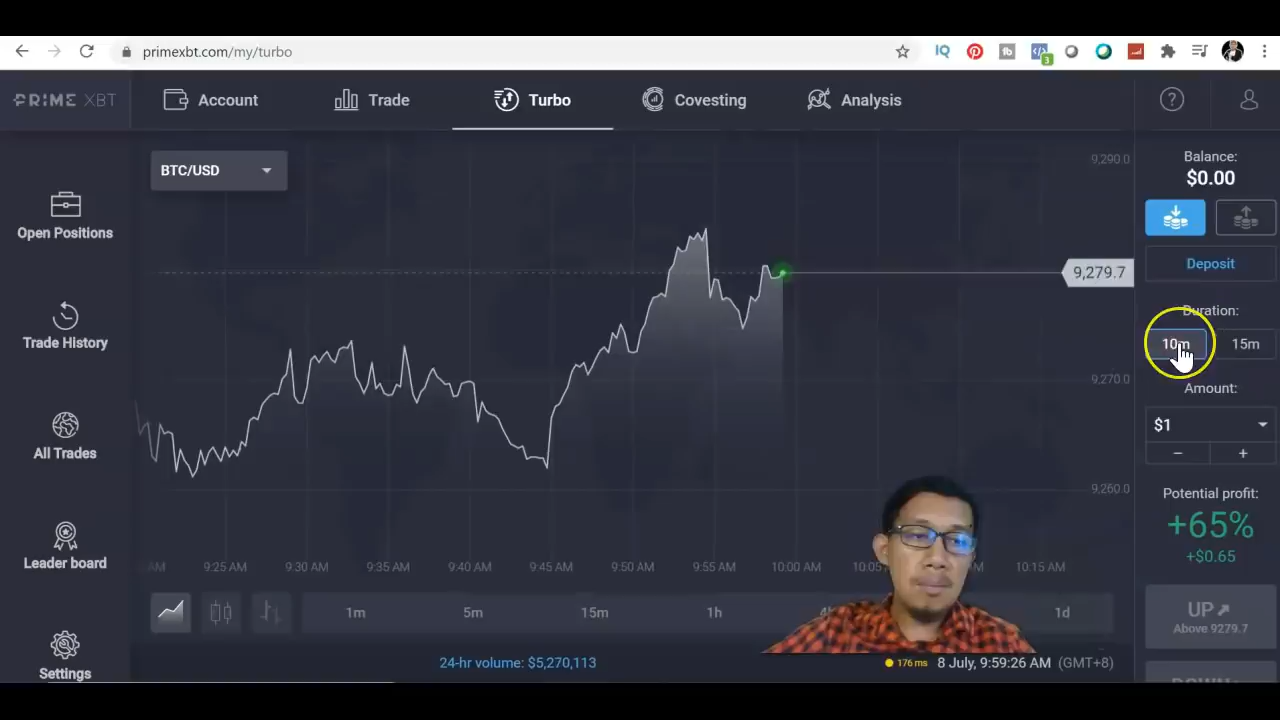 primexbt.com/my/turbo
3
PRIME XBT
Account
Trade
Turbo
Covesting
Analysis
BTC/USD
9,290.0
9,279.7
9,270.0
9,260.0
Open Positions
Trade History
All Trades
Leader board
Settings
Balance:
$0.00
Deposit
Duration:
10m 15m
Amount:
$1
Potential profit:
+65%
+$0.65
UP
Above 9279.7
AM 9:25 AM 9:30 AM 9:35 AM 9:40 AM 9:45 AM 9:50 AM 9:55 AM 10:00 AM 10:05 10:15 AM
1m 5m 15m 1h 1d
24-hr volume: $5,270,113
176 ms 8 July, 9:59:26 AM (GMT+8)